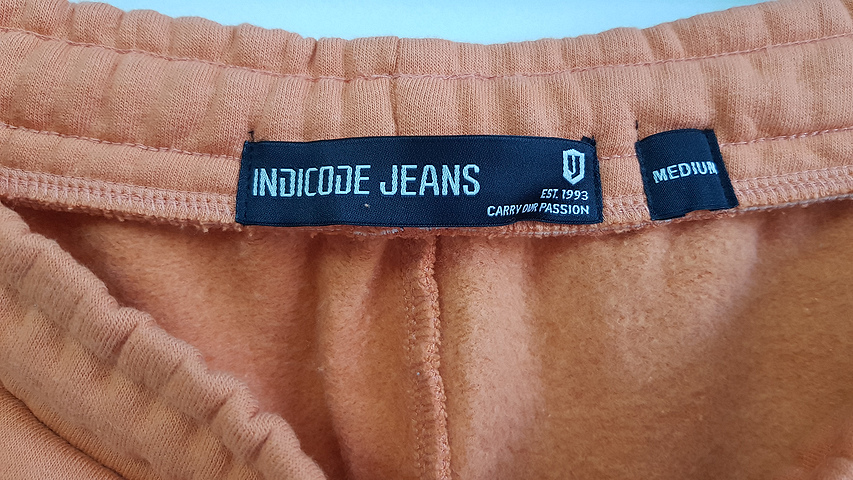 INDICODE JEANS
EST. 1993
CARRY OUR PASSION
MEDIUM